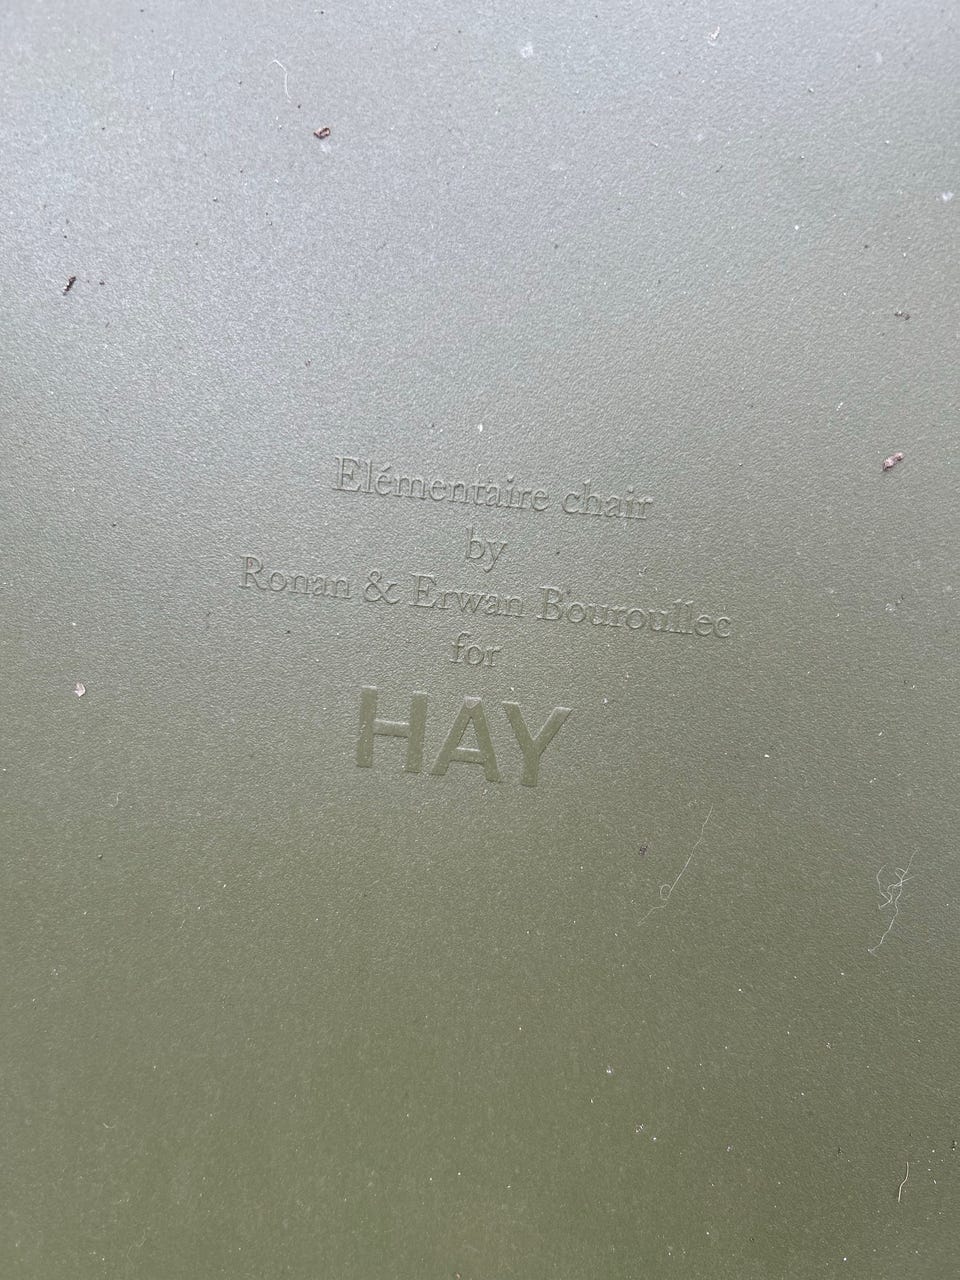 Elémentaire chair
by
Ronan & Erwan Bouroullec
for
HAY